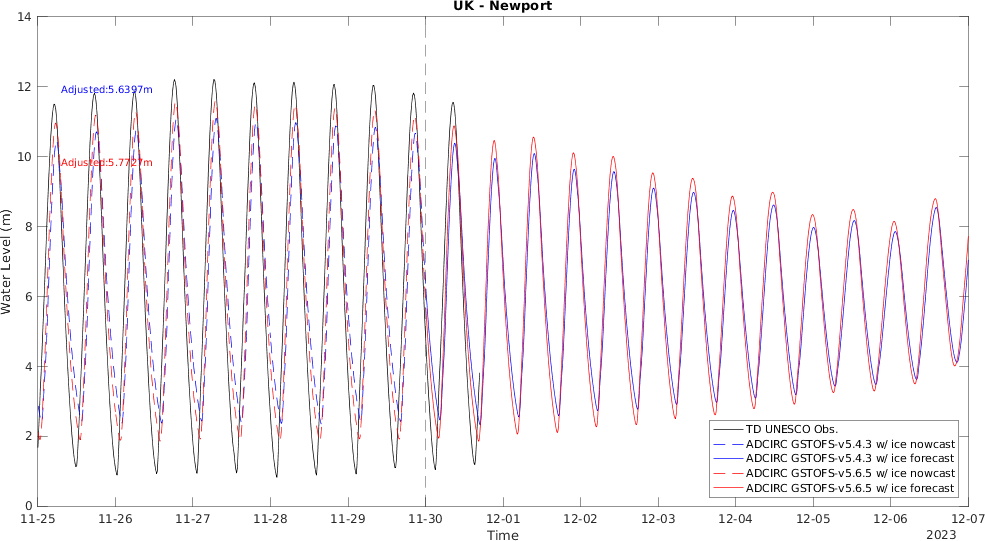 UK - Newport
14
12
10
8
6
4
2
0
Water Level (m)
Adjusted:5.6397m
Adjusted:5.7727m
TD UNESCO Obs.
ADCIRC GSTOFS-v5.4.3 w/ ice nowcast
ADCIRC GSTOFS-v5.4.3 w/ ice forecast
ADCIRC GSTOFS-v5.6.5 w/ ice nowcast
ADCIRC GSTOFS-v5.6.5 w/ ice forecast
11-25 11-26 11-27 11-28 11-29 11-30 12-01 12-02 12-03 12-04 12-05 12-06 12-07
Time
2023